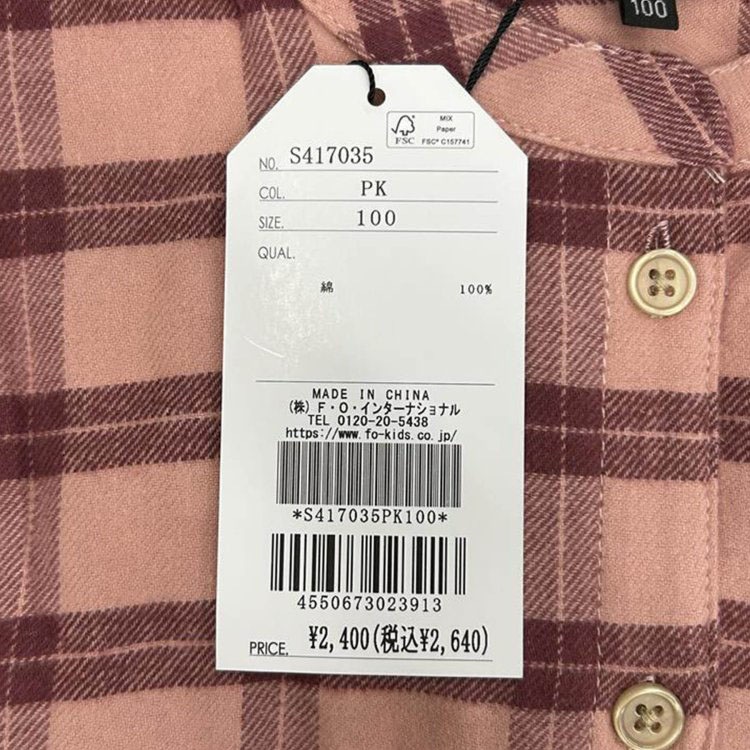 100
MIX
Paper
FSC
FSC® C157741
NO. S417035
COL. PK
SIZE. 100
QUAL.
綿 100%
MADE IN CHINA
(株)F・O・インターナショナル
TEL 0120-20-5438
https://www.fo-kids.co.jp/
*S417035PK100*
4550673023913
PRICE. ¥2,400(税込¥2,640)